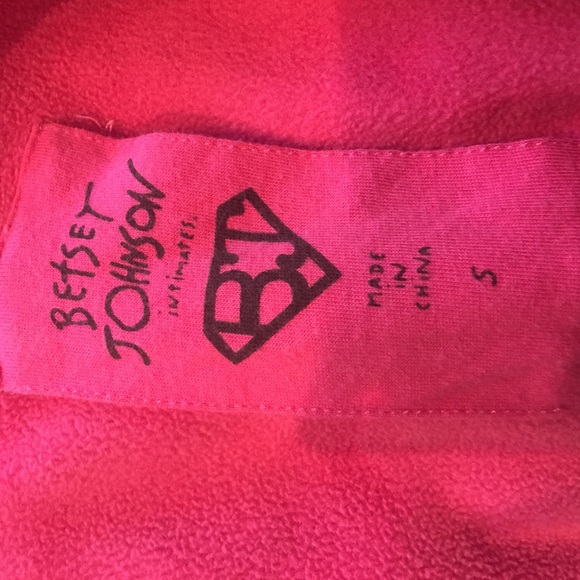 BETSEY
JOHNSON
intimates.
BJ
MADE
IN
CHINA
S